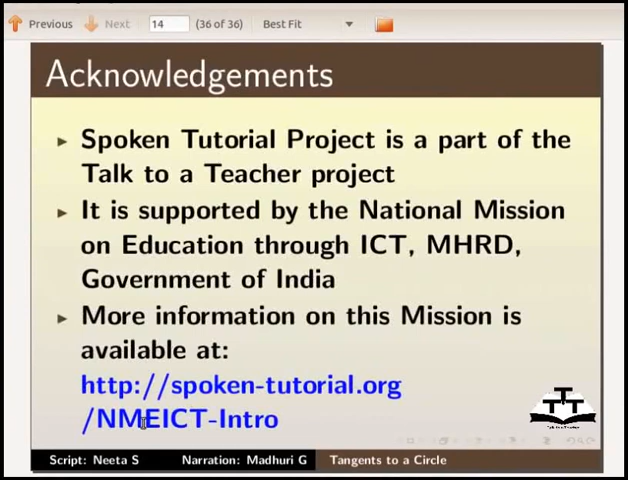 Previous Next 14 (36 of 36) Best Fit
Acknowledgements
Spoken Tutorial Project is a part of the
Talk to a Teacher project
It is supported by the National Mission
on Education through ICT, MHRD,
Government of India
More information on this Mission is
available at:
http://spoken-tutorial.org
/NMEICT-Intro
Script: Neeta S Narration: Madhuri G Tangents to a Circle